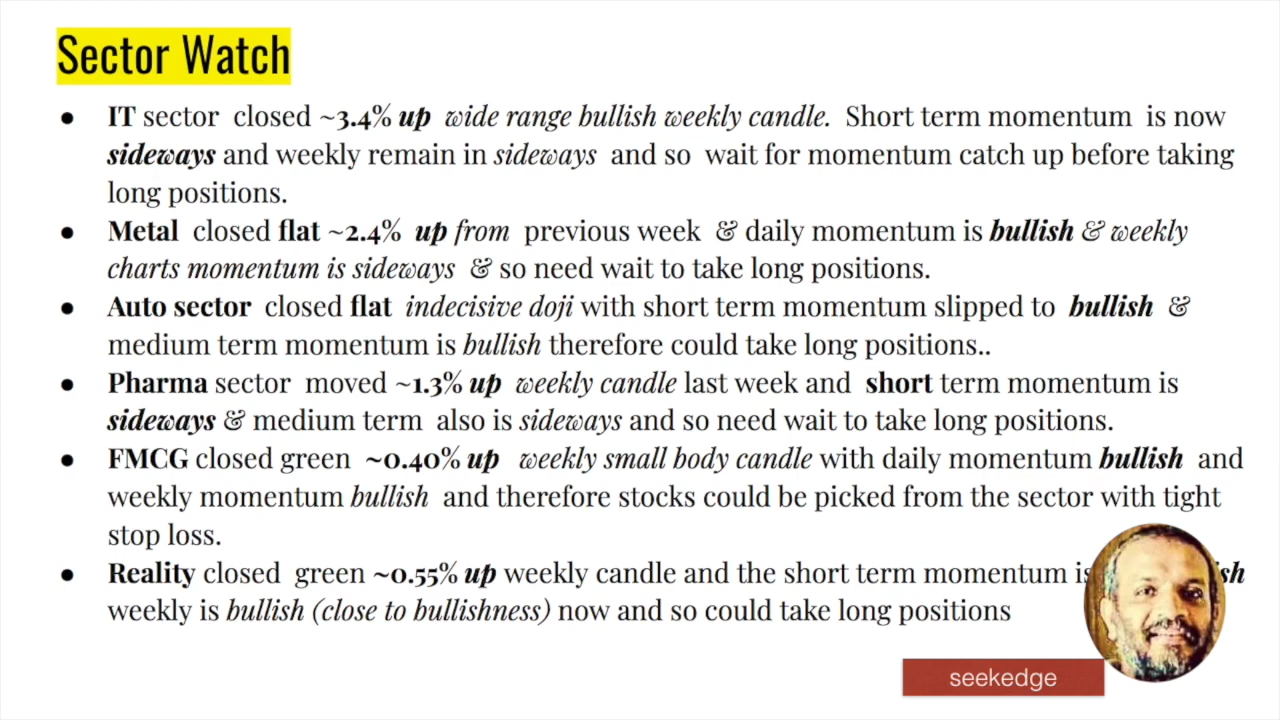 Sector Watch
● IT sector closed ~3.4% up wide range bullish weekly candle. Short term momentum is now
sideways and weekly remain in sideways and so wait for momentum catch up before taking
long positions.
● Metal closed flat ~2.4% up from previous week & daily momentum is bullish & weekly
charts momentum is sideways & so need wait to take long positions.
● Auto sector closed flat indecisive doji with short term momentum slipped to bullish &
medium term momentum is bullish therefore could take long positions..
● Pharma sector moved ~1.3% up weekly candle last week and short term momentum is
sideways & medium term also is sideways and so need wait to take long positions.
● FMCG closed green ~0.40% up weekly small body candle with daily momentum bullish and
weekly momentum bullish and therefore stocks could be picked from the sector with tight
stop loss.
● Reality closed green ~0.55% up weekly candle and the short term momentum is
weekly is bullish (close to bullishness) now and so could take long positions
seekedge